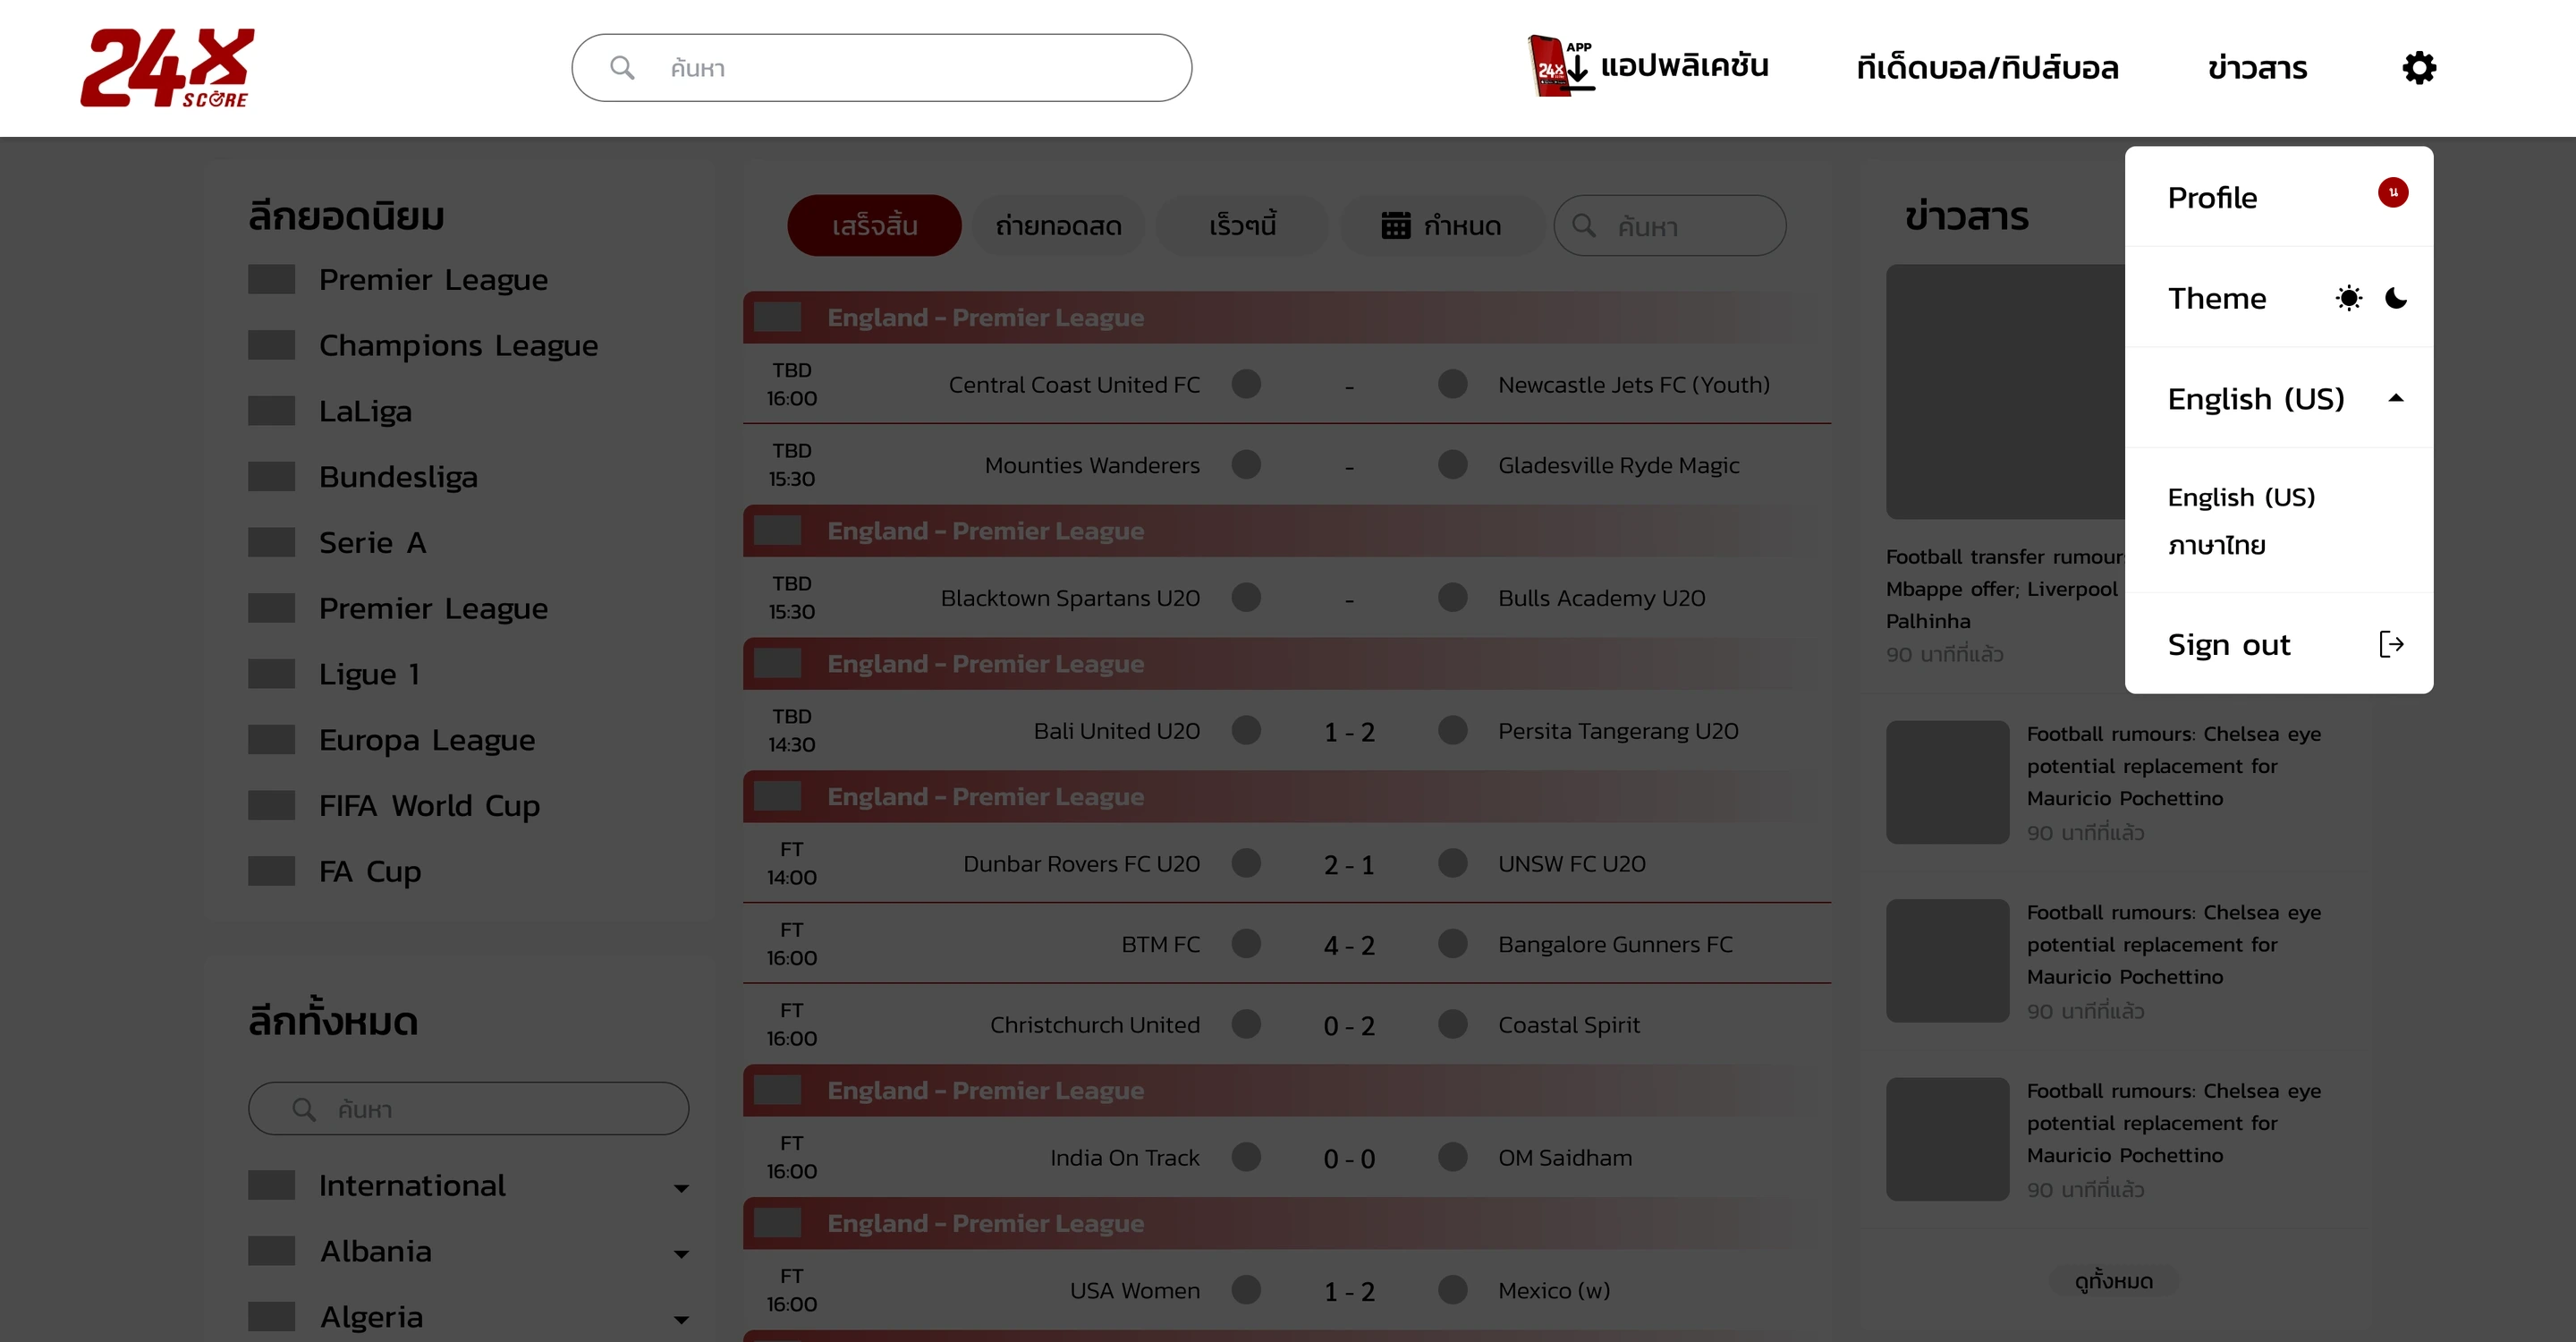 24X
SCORE
ค้นหา
APP
24X
แอปพลิเคชัน
ทีเด็ดบอล/ทิปส์บอล
ข่าวสาร
ลีกยอดนิยม
Premier League
Champions League
LaLiga
Bundesliga
Serie A
Premier League
Ligue 1
Europa League
FIFA World Cup
FA Cup
ลีกทั้งหมด
ค้นหา
International
Albania
Algeria
เสร็จสิ้น
ถ่ายทอดสด
เร็วๆนี้
กำหนด
ค้นหา
England - Premier League
TBD
16:00
Central Coast United FC - Newcastle Jets FC (Youth)
TBD
15:30
Mounties Wanderers - Gladesville Ryde Magic
England - Premier League
TBD
15:30
Blacktown Spartans U20 - Bulls Academy U20
England - Premier League
TBD
14:30
Bali United U20 1 - 2 Persita Tangerang U20
England - Premier League
FT
14:00
Dunbar Rovers FC U20 2 - 1 UNSW FC U20
FT
16:00
BTM FC 4 - 2 Bangalore Gunners FC
FT
16:00
Christchurch United 0 - 2 Coastal Spirit
England - Premier League
FT
16:00
India On Track 0 - 0 OM Saidham
England - Premier League
FT
16:00
USA Women 1 - 2 Mexico (w)
ข่าวสาร
Football transfer rumour
Mbappe offer; Liverpool
Palhinha
90 นาทีที่แล้ว
Football rumours: Chelsea eye
potential replacement for
Mauricio Pochettino
90 นาทีที่แล้ว
Football rumours: Chelsea eye
potential replacement for
Mauricio Pochettino
90 นาทีที่แล้ว
Football rumours: Chelsea eye
potential replacement for
Mauricio Pochettino
90 นาทีที่แล้ว
ดูทั้งหมด
Profile
น
Theme
English (US)
English (US)
ภาษาไทย
Sign out